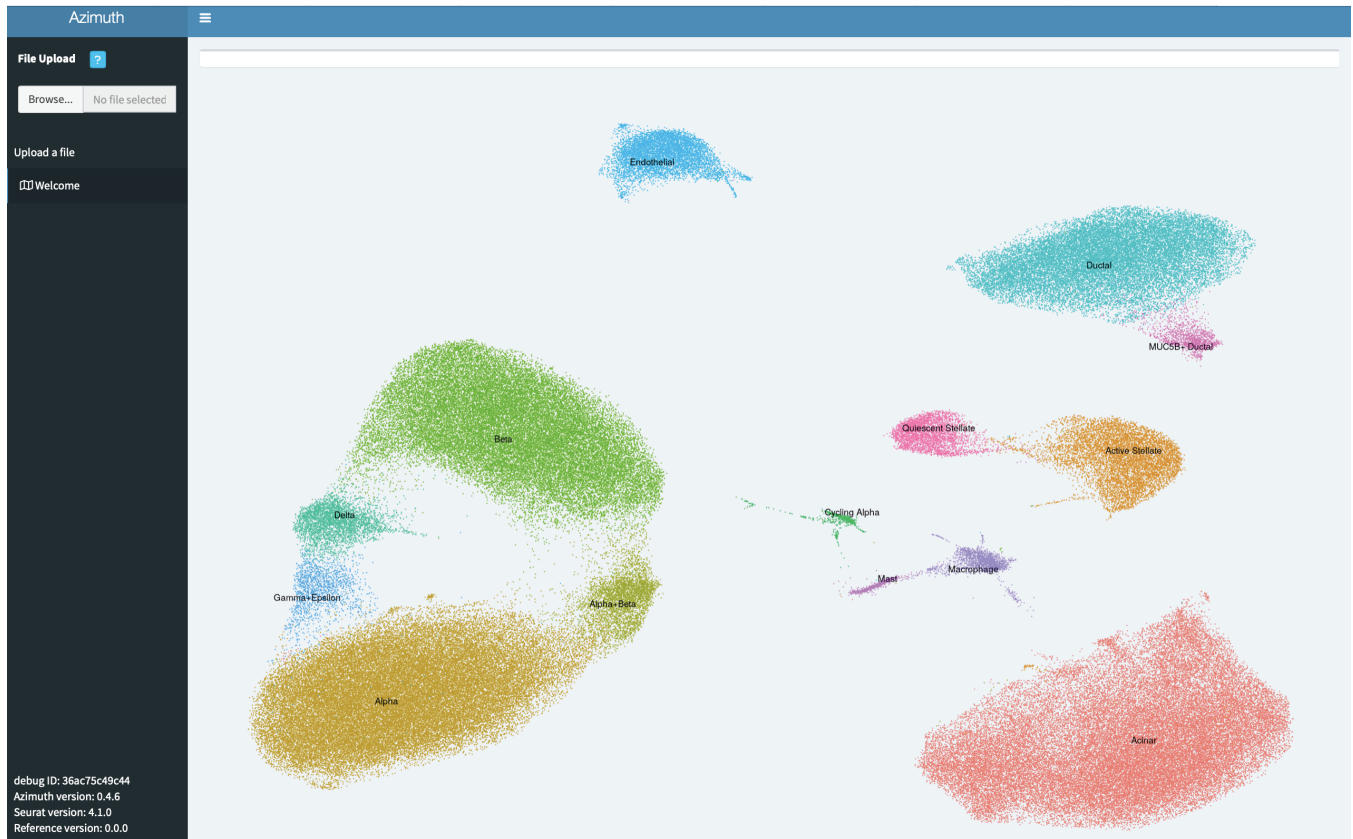 Azimuth
File Upload ?
Browse... No file selected
Upload a file
Welcome
Endothelial
Ductal
MUC5B+ Ductal
Quiescent Stellate
Active Stellate
Beta
Delta
Cycling Alpha
Macrophage
Mast
Gamma+Epsilon
Alpha+Beta
Alpha
Acinar
debug ID: 36ac75c49c44
Azimuth version: 0.4.6
Seurat version: 4.1.0
Reference version: 0.0.0